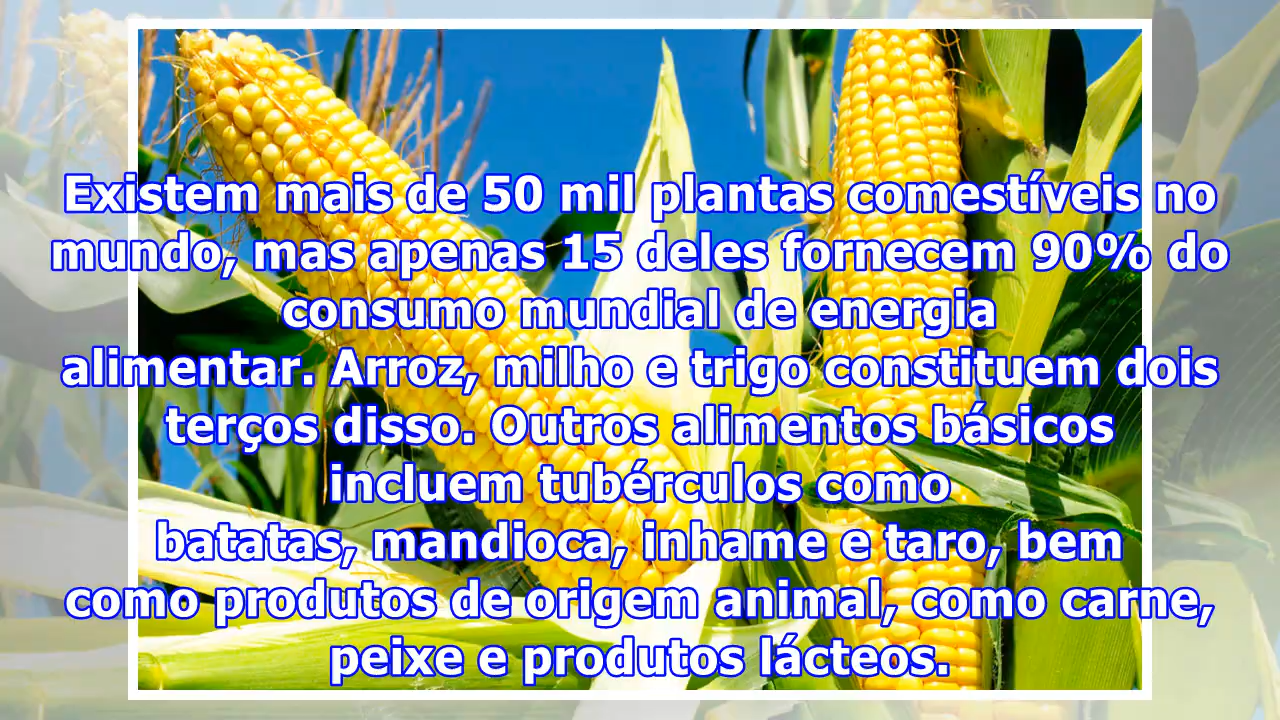 Existem mais de 50 mil plantas comestíveis no
mundo, mas apenas 15 deles fornecem 90% do
consumo mundial de energia
alimentar. Arroz, milho e trigo constituem dois
terços disso. Outros alimentos básicos
incluem tubérculos como
batatas, mandioca, inhame e taro, bem
como produtos de origem animal, como carne,
peixe e produtos lácteos.